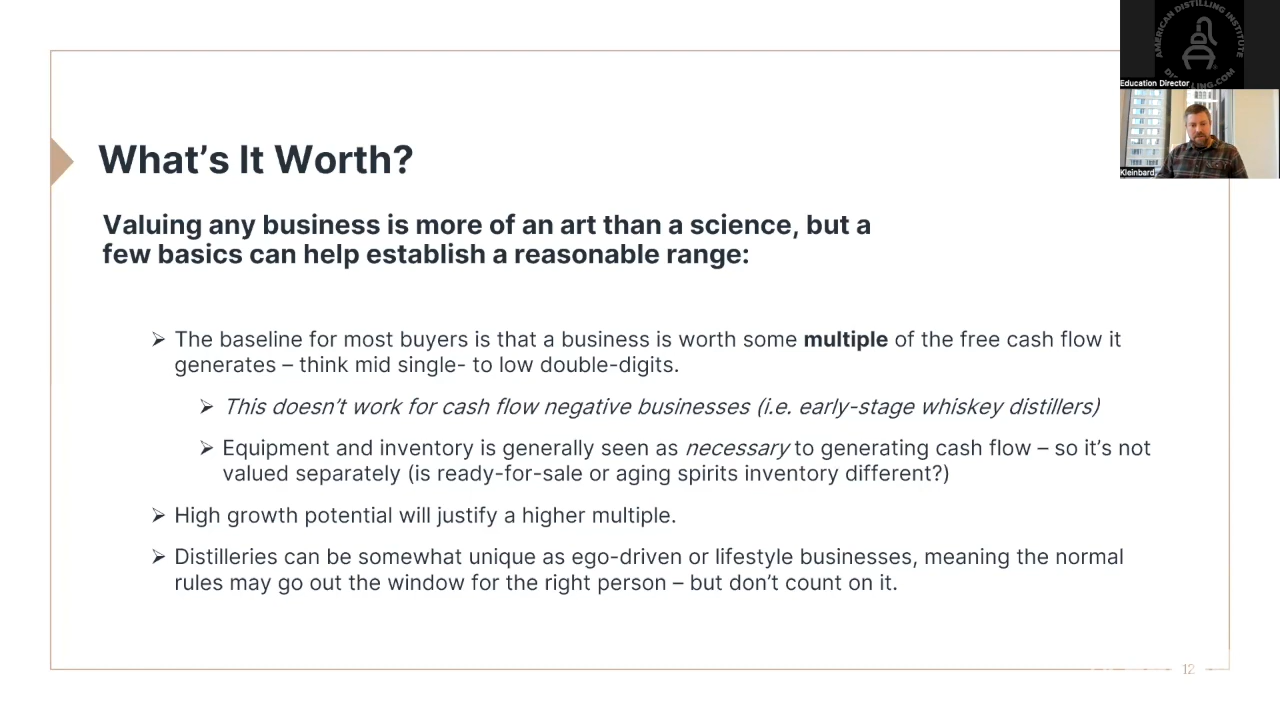 AMERICAN DISTILLING INSTITUTE
DISTILLING.COM
Education Director
Kleinbard
What's It Worth?
Valuing any business is more of an art than a science, but a
few basics can help establish a reasonable range:
➢ The baseline for most buyers is that a business is worth some multiple of the free cash flow it
generates – think mid single- to low double-digits.
➢ This doesn't work for cash flow negative businesses (i.e. early-stage whiskey distillers)
➢ Equipment and inventory is generally seen as necessary to generating cash flow – so it's not
valued separately (is ready-for-sale or aging spirits inventory different?)
➢ High growth potential will justify a higher multiple.
➢ Distilleries can be somewhat unique as ego-driven or lifestyle businesses, meaning the normal
rules may go out the window for the right person – but don't count on it.
12